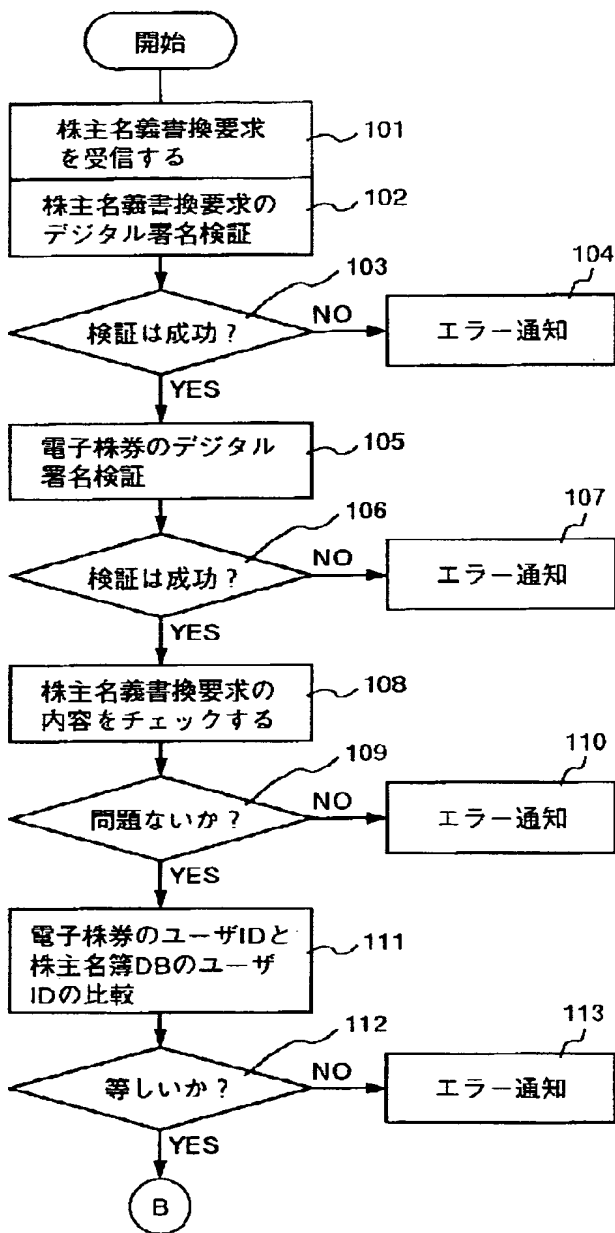 開始
株主名義書換要求
を受信する
101
株主名義書換要求の
デジタル署名検証
102
103
検証は成功？
NO
104
エラー通知
YES
電子株券のデジタル
署名検証
105
106
検証は成功？
NO
107
エラー通知
YES
株主名義書換要求の
内容をチェックする
108
109
問題ないか？
NO
110
エラー通知
YES
電子株券のユーザIDと
株主名簿DBのユーザ
IDの比較
111
112
等しいか？
NO
113
エラー通知
YES
B